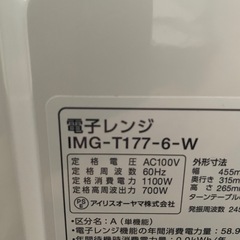 電子レンジ
IMG-T177-6-W
定格電圧 AC100V
定格周波数 60Hz
定格消費電力 1100W
定格高周波出力 700W
外形寸法
幅 455m
奥行き 315m
高さ 265m
ターンテーブル
発振周波数 245
PS
E
アイリスオーヤマ株式会社
・区分名:A(単機能)
・電子レンジ機能の年間消費電力量 58.9